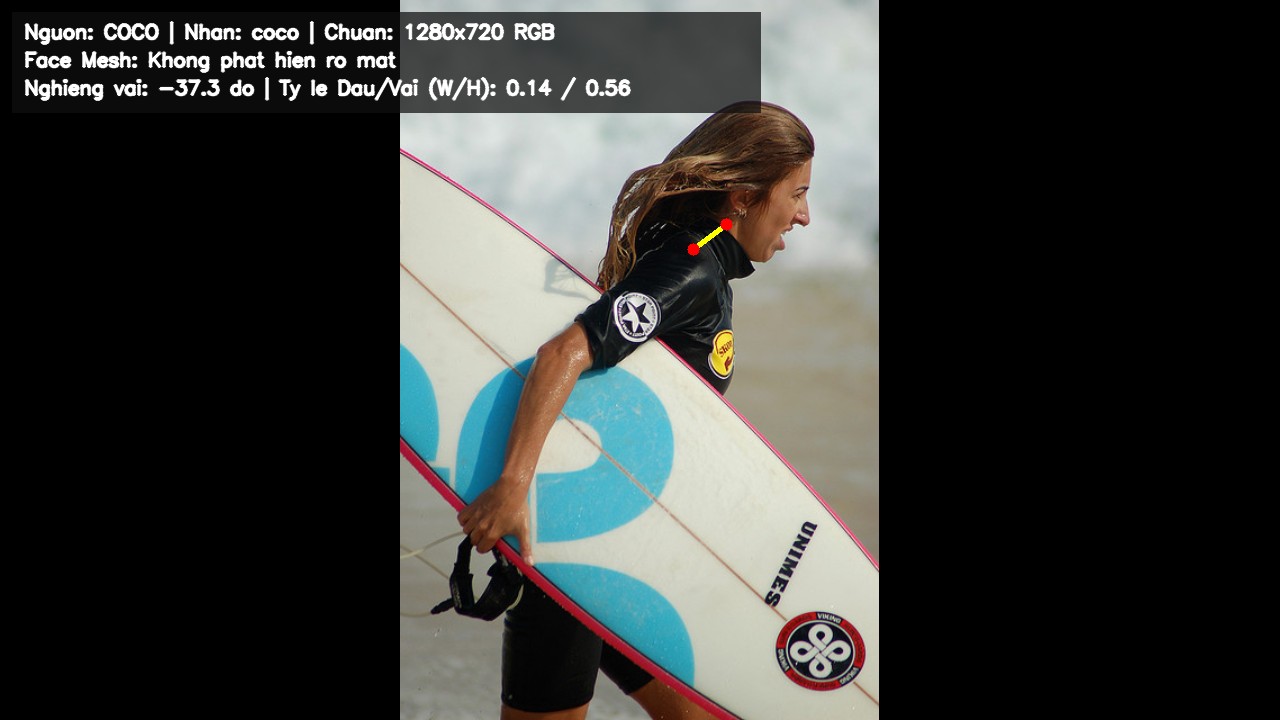 Nguon: COCO | Nhan: coco | Chuan: 1280x720 RGB
Face Mesh: Khong phat hien ro mat
Nghieng vai: -37.3 do | Ty le Dau/Vai (W/H): 0.14 / 0.56
UNIMES
VIKING